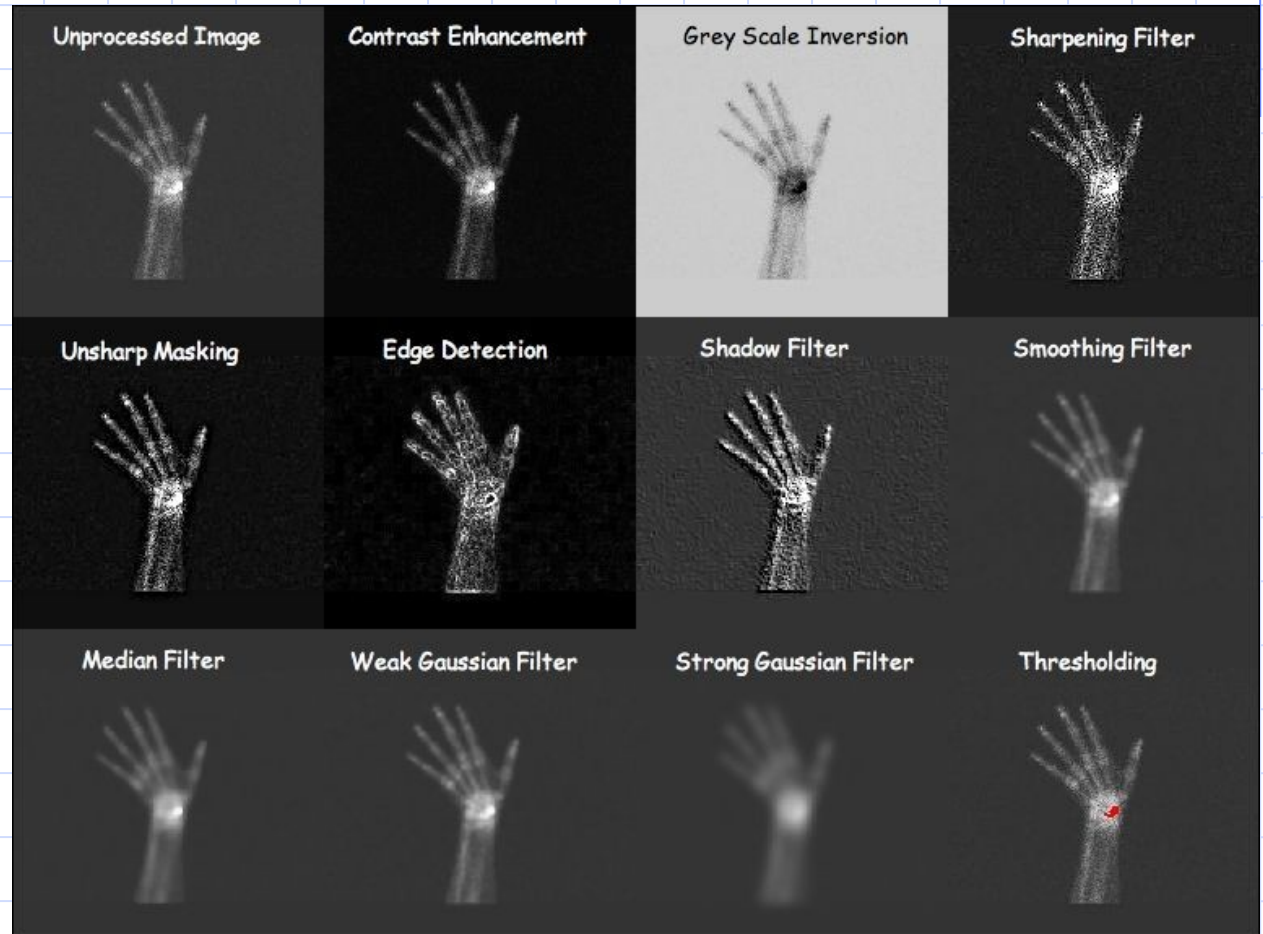 Unprocessed Image
Contrast Enhancement
Grey Scale Inversion
Sharpening Filter
Unsharp Masking
Edge Detection
Shadow Filter
Smoothing Filter
Median Filter
Weak Gaussian Filter
Strong Gaussian Filter
Thresholding